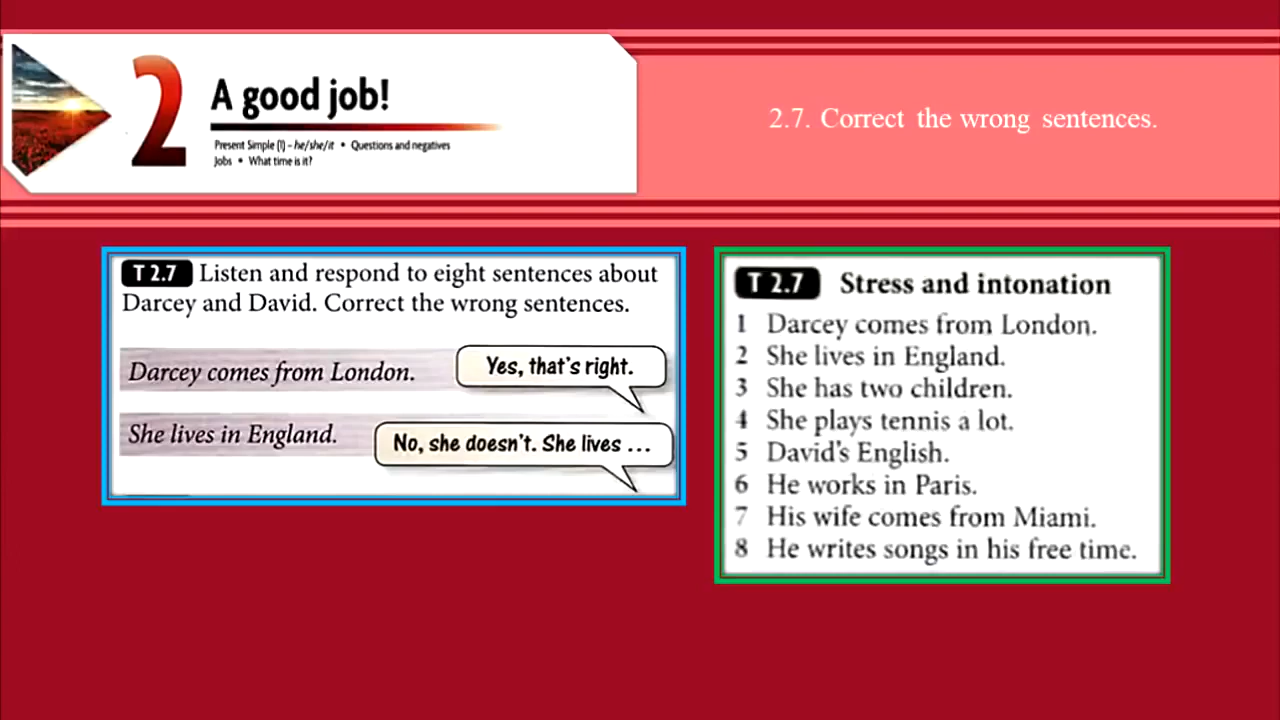 2
A good job!
Present Simple (1) – he/she/it • Questions and negatives
Jobs • What time is it?
2.7. Correct the wrong sentences.
T 2.7 Listen and respond to eight sentences about
Darcey and David. Correct the wrong sentences.
Darcey comes from London.
Yes, that's right.
She lives in England.
No, she doesn't. She lives ...
T 2.7 Stress and intonation
1 Darcey comes from London.
2 She lives in England.
3 She has two children.
4 She plays tennis a lot.
5 David's English.
6 He works in Paris.
7 His wife comes from Miami.
8 He writes songs in his free time.